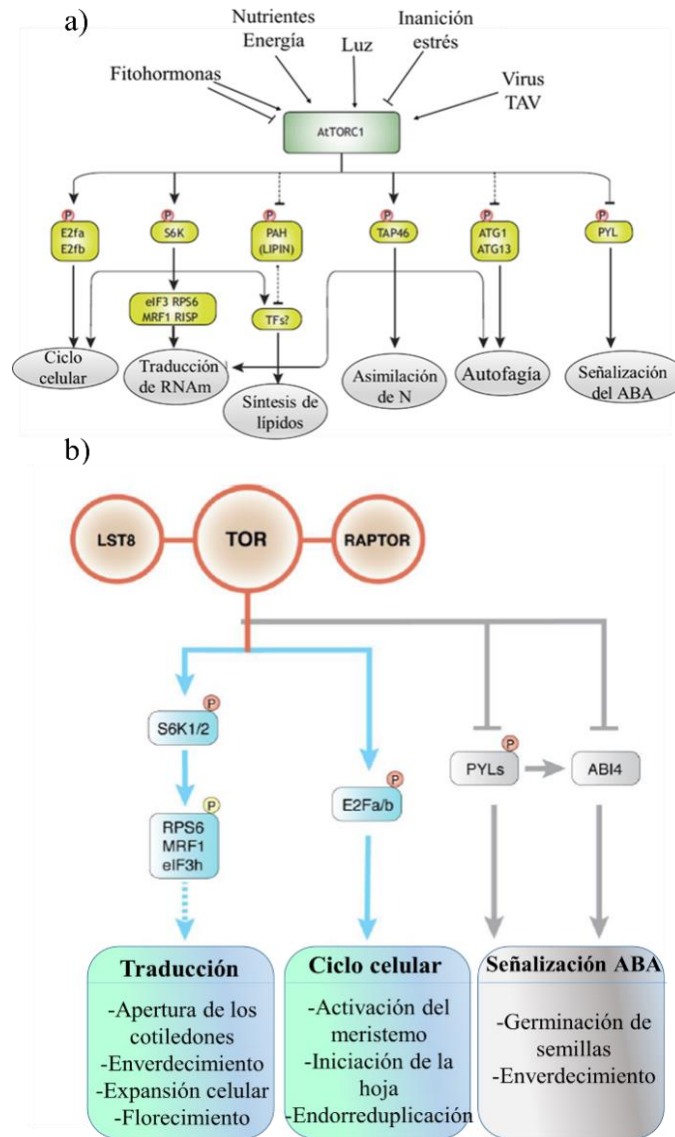 a)
Nutrientes
Energía
Inanición
estrés
Luz
Fitohormonas
Virus
TAV
AtTORC1
P P P P P P
E2fa
E2fb
S6K
PAH
(LIPIN)
TAP46
ATG1
ATG13
PYL
eIF3 RPS6
MRF1 RISP
TFs?
Ciclo
celular
Traducción
de RNAm
Síntesis de
lípidos
Asimilación
de N
Autofagía
Señalización
del ABA
b)
LST8
TOR
RAPTOR
P
S6K1/2
P
PYLs
ABI4
P
E2Fa/b
P
RPS6
MRF1
eIF3h
Traducción
-Apertura de los
cotiledones
-Enverdecimiento
-Expansión celular
-Florecimiento
Ciclo celular
-Activación del
meristemo
-Iniciación de la
hoja
-Endorreduplicación
Señalización ABA
-Germinación de
semillas
-Enverdecimiento